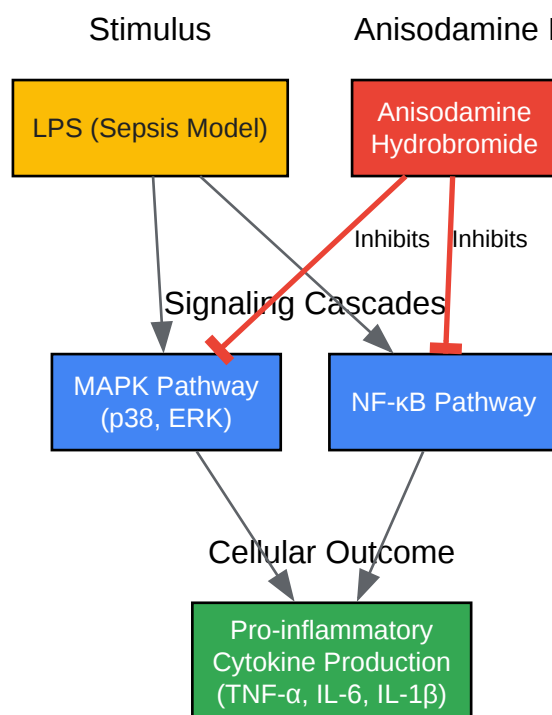 Stimulus
Anisodamine
LPS (Sepsis Model)
Anisodamine
Hydrobromide
Inhibits
Inhibits
Signaling Cascades
MAPK Pathway
(p38, ERK)
NF-κB Pathway
Cellular Outcome
Pro-inflammatory
Cytokine Production
(TNF-α, IL-6, IL-1β)